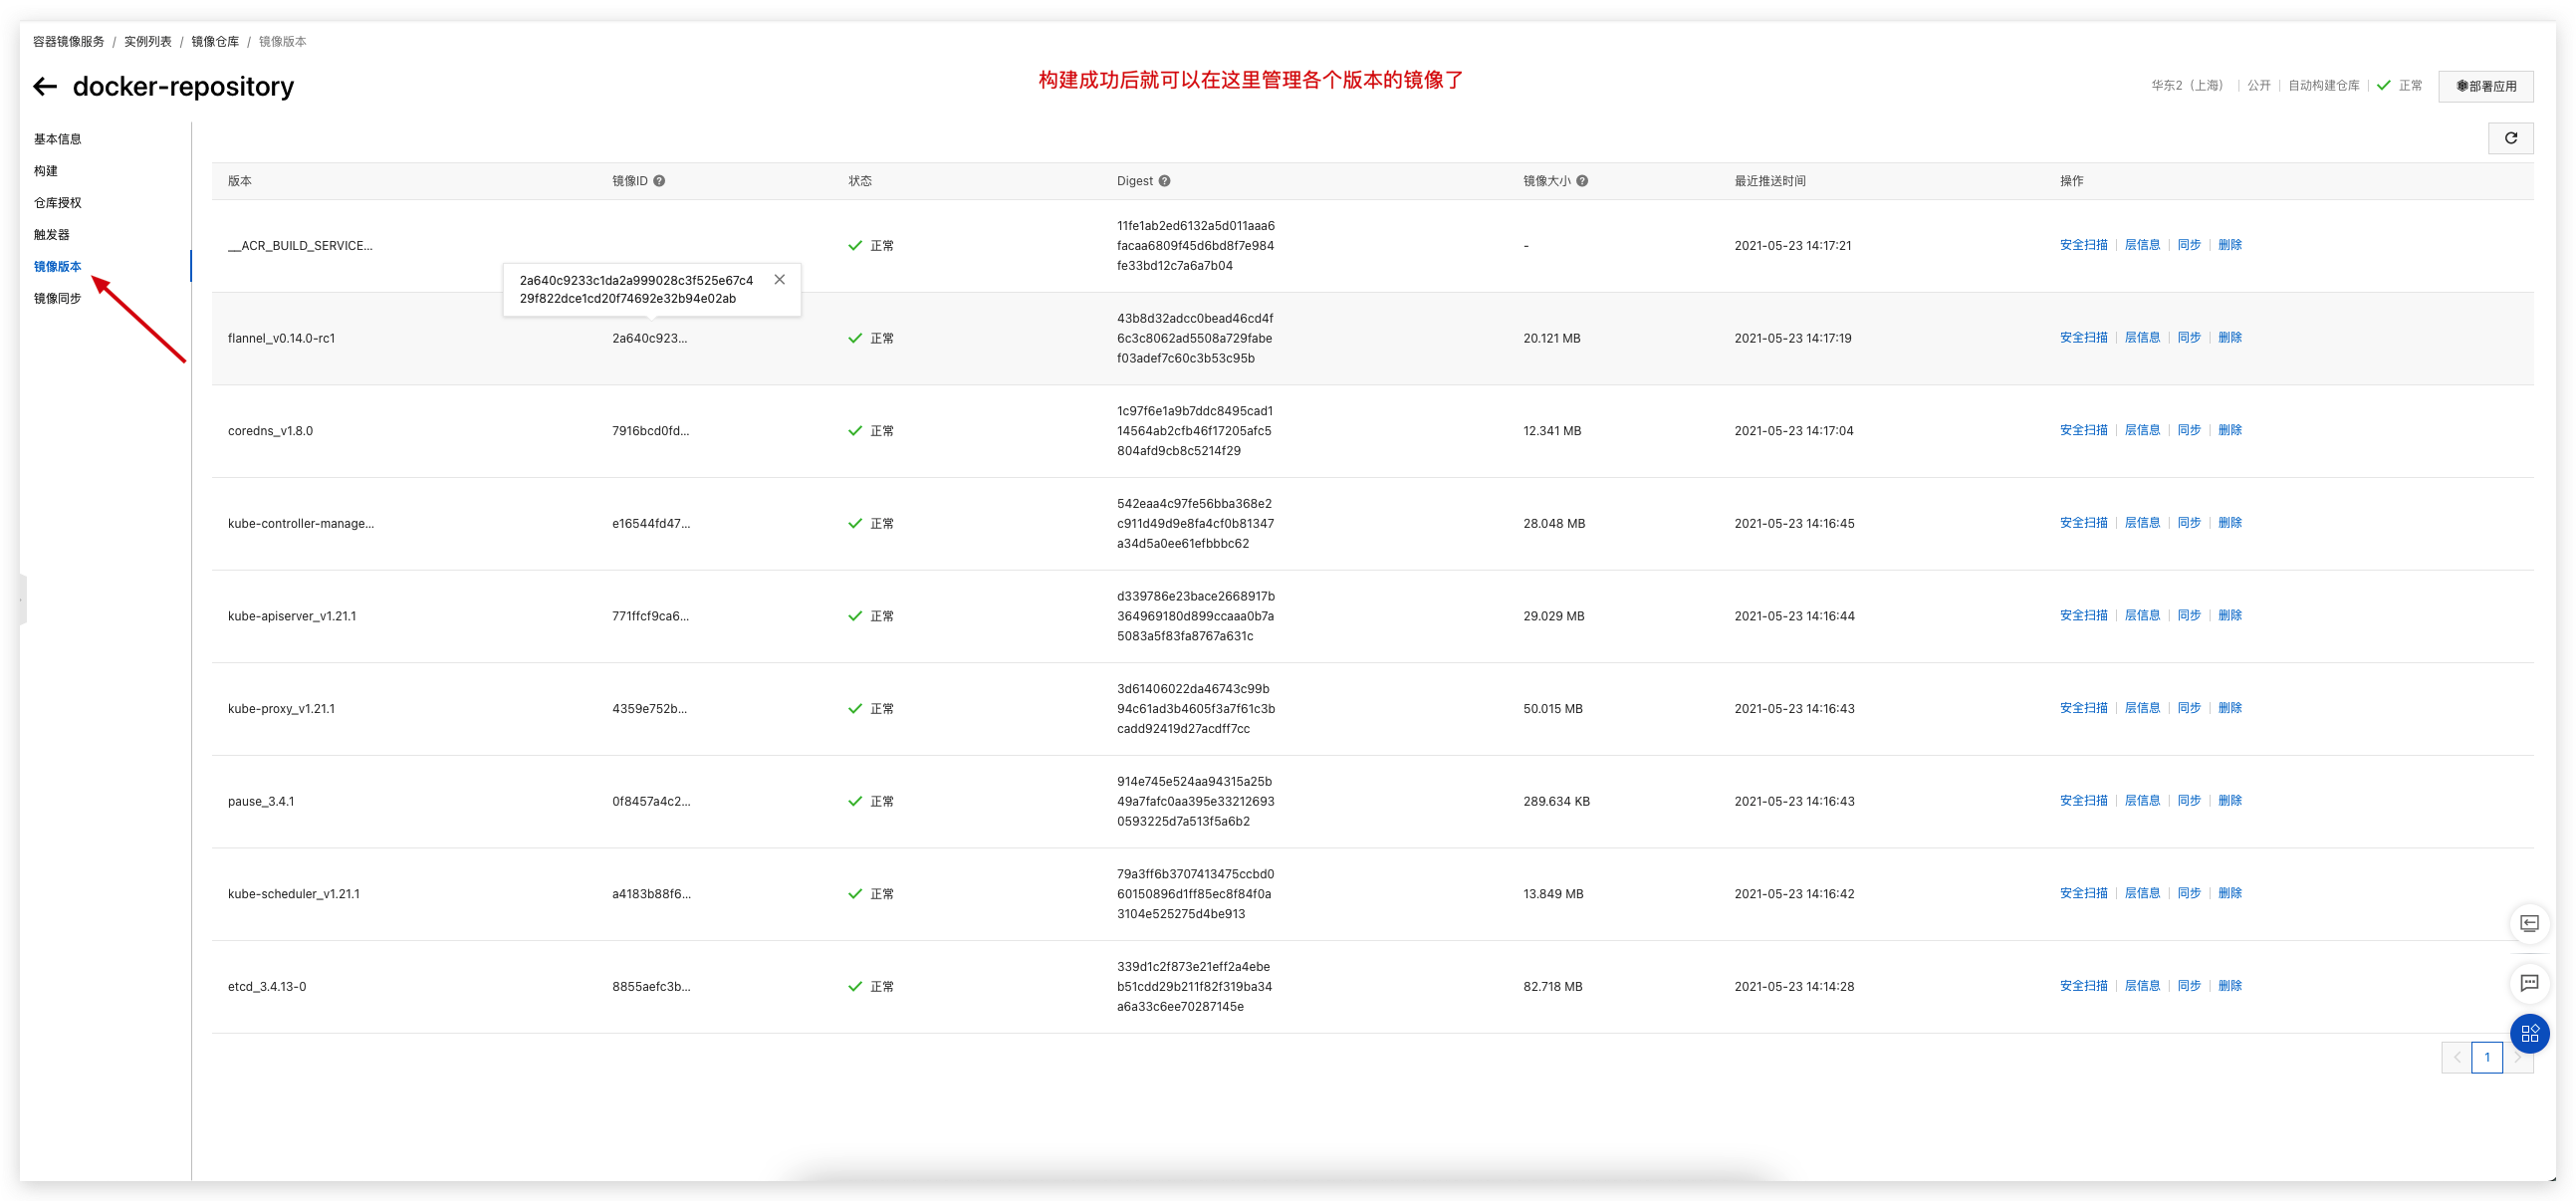 容器镜像服务 / 实例列表 / 镜像仓库 / 镜像版本
docker-repository
构建成功后就可以在这里管理各个版本的镜像了
华东2（上海） 公开 自动构建仓库 正常 部署应用
基本信息
构建
仓库授权
触发器
镜像版本
镜像同步
版本 镜像ID 状态 Digest 镜像大小 最近推送时间 操作
__ACR_BUILD_SERVICE... 正常 11fe1ab2ed6132a5d011aaa6
facaa6809f45d6bd8f7e984
fe33bd12c7a6a7b04 - 2021-05-23 14:17:21 安全扫描 层信息 同步 删除
2a640c9233c1da2a999028c3f525e67c4
29f822dce1cd20f74692e32b94e02ab
flannel_v0.14.0-rc1 2a640c923... 正常 43b8d32adcc0bead46cd4f
6c3c8062ad5508a729fabe
f03adef7c60c3b53c95b 20.121 MB 2021-05-23 14:17:19 安全扫描 层信息 同步 删除
coredns_v1.8.0 7916bcd0fd... 正常 1c97f6e1a9b7ddc8495cad1
14564ab2cfb46f17205afc5
804afd9cb8c5214f29 12.341 MB 2021-05-23 14:17:04 安全扫描 层信息 同步 删除
kube-controller-manage... e16544fd47... 正常 542eaa4c97fe56bba368e2
c911d49d9e8fa4cf0b81347
a34d5a0ee61efbbbc62 28.048 MB 2021-05-23 14:16:45 安全扫描 层信息 同步 删除
kube-apiserver_v1.21.1 771ffcf9ca6... 正常 d339786e23bace2668917b
364969180d899ccaaa0b7a
5083a5f83fa8767a631c 29.029 MB 2021-05-23 14:16:44 安全扫描 层信息 同步 删除
kube-proxy_v1.21.1 4359e752b... 正常 3d61406022da46743c99b
94c61ad3b4605f3a7f61c3b
cadd92419d27acdff7cc 50.015 MB 2021-05-23 14:16:43 安全扫描 层信息 同步 删除
pause_3.4.1 0f8457a4c2... 正常 914e745e524aa94315a25b
49a7fafc0aa395e33212693
0593225d7a513f5a6b2 289.634 KB 2021-05-23 14:16:43 安全扫描 层信息 同步 删除
kube-scheduler_v1.21.1 a4183b88f6... 正常 79a3ff6b3707413475ccbd0
60150896d1ff85ec8f84f0a
3104e525275d4be913 13.849 MB 2021-05-23 14:16:42 安全扫描 层信息 同步 删除
etcd_3.4.13-0 8855aefc3b... 正常 339d1c2f873e21eff2a4ebe
b51cdd29b211f82f319ba34
a6a33c6ee70287145e 82.718 MB 2021-05-23 14:14:28 安全扫描 层信息 同步 删除
1